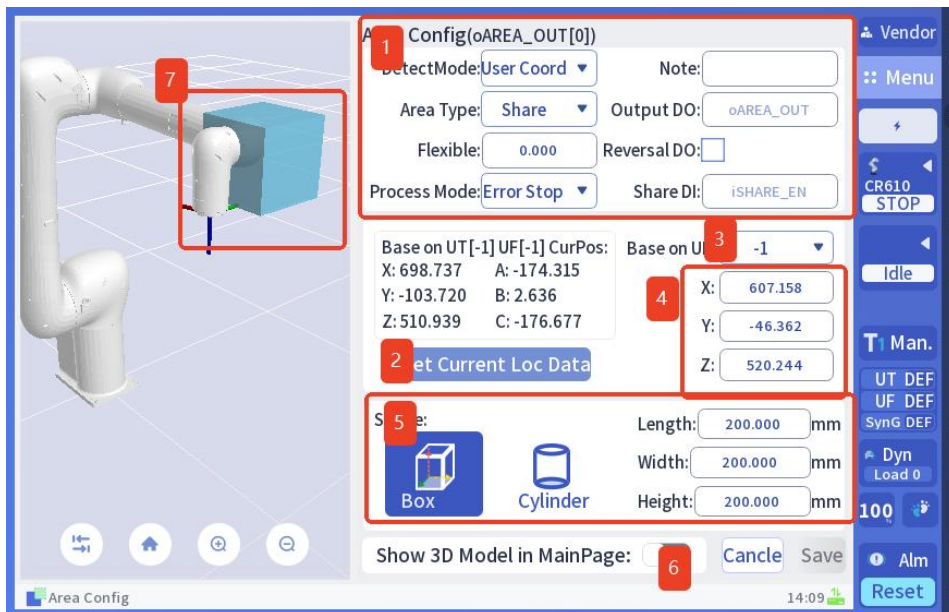 Config(oAREA_OUT[0])
1
DetectMode: User Coord Note:
Area Type: Share Output DO: oAREA_OUT
Flexible: 0.000 Reversal DO:
Process Mode: Error Stop Share DI: iSHARE_EN
7
Base on UT[-1] UF[-1] CurPos:
X: 698.737 A: -174.315
Y: -103.720 B: 2.636
Z: 510.939 C: -176.677
2
Current Loc Data
Base on -1
3
4
X: 607.158
Y: -46.362
Z: 520.244
5
Box
Cylinder
Length: 200.000 mm
Width: 200.000 mm
Height: 200.000 mm
Show 3D Model in MainPage:
6
Cancle Save
Area Config
14:09
Vendor
Menu
CR610
STOP
Idle
T1 Man.
UT DEF
UF DEF
SynG DEF
Dyn
Load 0
100%
Alm
Reset